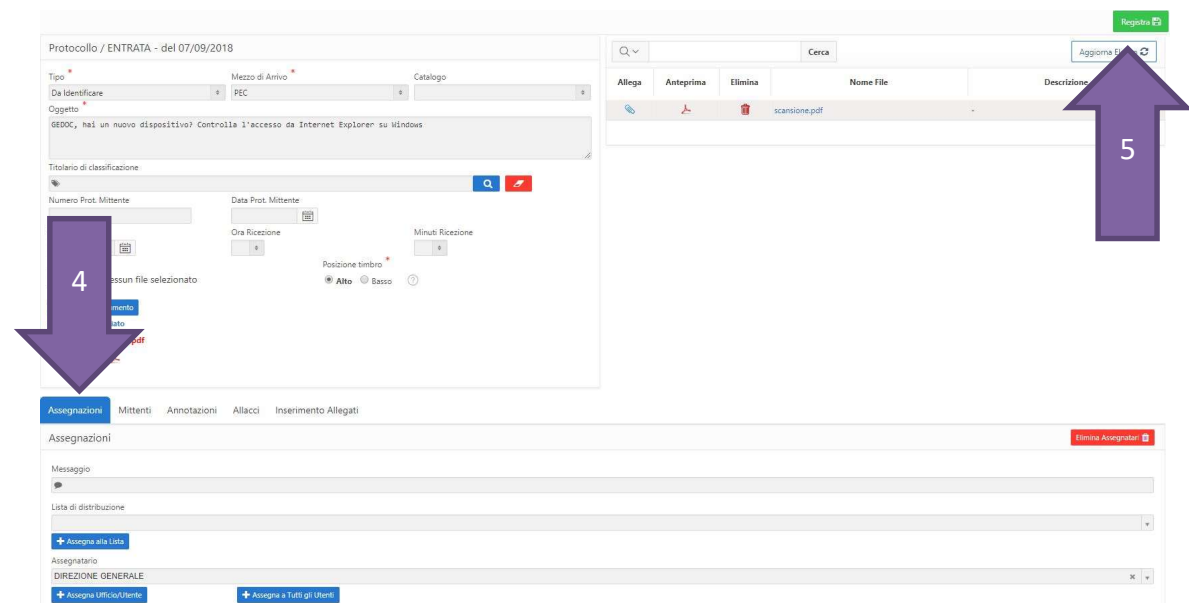 Registra
Protocollo / ENTRATA - del 07/09/2018
Cerca
Aggiorna
Tipo *
Mezzo di Arrivo *
Catalogo
Da Identificare
PEC
Allega
Anteprima
Elimina
Nome File
Descrizione
Oggetto *
scansione.pdf
-
GEDOC, hai un nuovo dispositivo? Controlla l'accesso da Internet Explorer su Windows
5
Titolario di classificazione
Numero Prot. Mittente
Data Prot. Mittente
Ora Ricezione
Minuti Ricezione
Posizione timbro *
4
essun file selezionato
Alto
Basso
?
mento
iato
pdf
Assegnazioni
Mittenti
Annotazioni
Allacci
Inserimento Allegati
Assegnazioni
Elimina Assegnatari
Messaggio
Lista di distribuzione
+ Assegna alla Lista
Assegnatario
DIREZIONE GENERALE
+ Assegna Ufficio/Utente
+ Assegna a Tutti gli Utenti